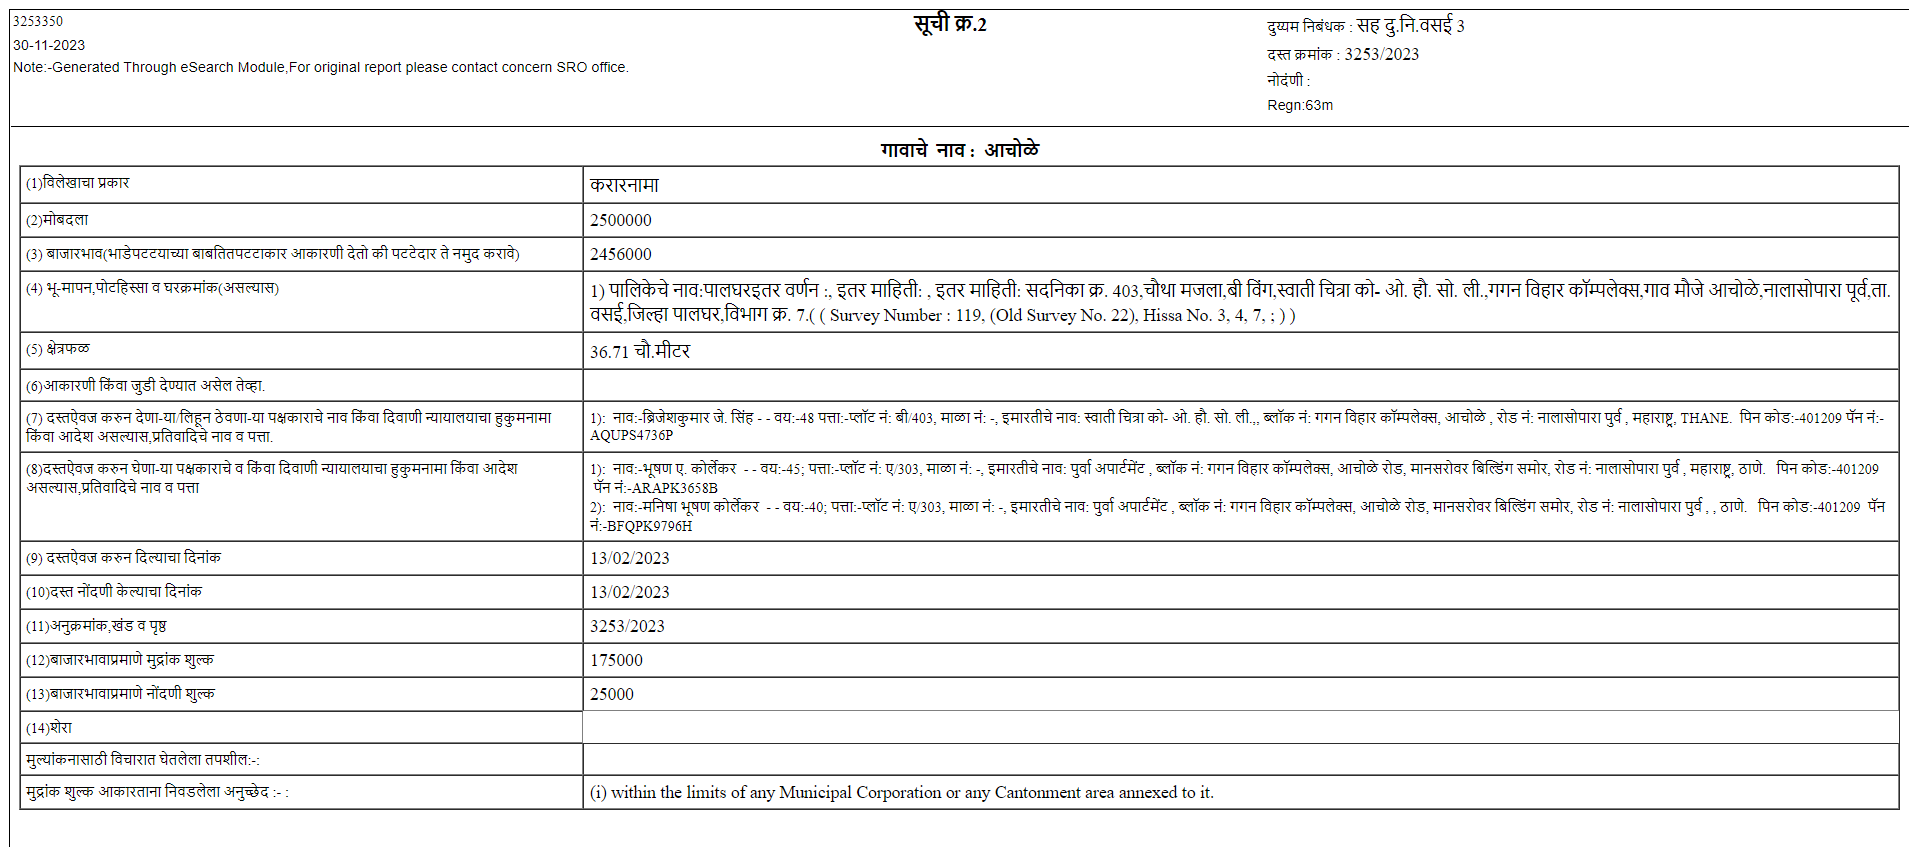 3253350
सूची क्र.2
दुय्यम निबंधक : सह दु.नि.वसई 3
30-11-2023
दस्त क्रमांक : 3253/2023
Note:-Generated Through eSearch Module,For original report please contact concern SRO office.
नोदंणी :
Regn:63m
गावाचे नाव : आचोळे
(1)विलेखाचा प्रकार
करारनामा
(2)मोबदला
2500000
(3) बाजारभाव(भाडेपटटयाच्या बाबतितपटटाकार आकारणी देतो की पटटेदार ते नमुद करावे)
2456000
(4) भू-मापन,पोटहिस्सा व घरक्रमांक(असल्यास)
1) पालिकेचे नाव:पालघरइतर वर्णन :, इतर माहिती: , इतर माहिती: सदनिका क्र. 403,चौथा मजला,बी विंग,स्वाती चित्रा को- ओ. हौ. सो. ली.,गगन विहार कॉम्पलेक्स,गाव मौजे आचोळे,नालासोपारा पूर्व,ता.
वसई,जिल्हा पालघर,विभाग क्र. 7.( ( Survey Number : 119, (Old Survey No. 22), Hissa No. 3, 4, 7, ; ) )
(5) क्षेत्रफळ
36.71 चौ.मीटर
(6)आकारणी किंवा जुडी देण्यात असेल तेव्हा.
(7) दस्तऐवज करुन देणा-या/लिहून ठेवणा-या पक्षकाराचे नाव किंवा दिवाणी न्यायालयाचा हुकुमनामा
किंवा आदेश असल्यास,प्रतिवादिचे नाव व पत्ता.
1): नाव:-ब्रिजेशकुमार जे. सिंह - - वय:-48 पत्ता:-प्लॉट नं: बी/403, माळा नं: -, इमारतीचे नाव: स्वाती चित्रा को- ओ. हौ. सो. ली.,, ब्लॉक नं: गगन विहार कॉम्पलेक्स, आचोळे , रोड नं: नालासोपारा पुर्व , महाराष्ट्र, THANE. पिन कोड:-401209 पॅन नं:-
AQUPS4736P
(8)दस्तऐवज करुन घेणा-या पक्षकाराचे व किंवा दिवाणी न्यायालयाचा हुकुमनामा किंवा आदेश
असल्यास,प्रतिवादिचे नाव व पत्ता
1): नाव:-भूषण ए. कोर्लेकर - - वय:-45; पत्ता:-प्लॉट नं: ए/303, माळा नं: -, इमारतीचे नाव: पुर्वा अपार्टमेंट , ब्लॉक नं: गगन विहार कॉम्पलेक्स, आचोळे रोड, मानसरोवर बिल्डिंग समोर, रोड नं: नालासोपारा पुर्व , महाराष्ट्र, ठाणे. पिन कोड:-401209
पॅन नं:-ARAPK3658B
2): नाव:-मनिषा भूषण कोर्लेकर - - वय:-40; पत्ता:-प्लॉट नं: ए/303, माळा नं: -, इमारतीचे नाव: पुर्वा अपार्टमेंट , ब्लॉक नं: गगन विहार कॉम्पलेक्स, आचोळे रोड, मानसरोवर बिल्डिंग समोर, रोड नं: नालासोपारा पुर्व , , ठाणे. पिन कोड:-401209 पॅन
नं:-BFQPK9796H
(9) दस्तऐवज करुन दिल्याचा दिनांक
13/02/2023
(10)दस्त नोंदणी केल्याचा दिनांक
13/02/2023
(11)अनुक्रमांक,खंड व पृष्ठ
3253/2023
(12)बाजारभावाप्रमाणे मुद्रांक शुल्क
175000
(13)बाजारभावाप्रमाणे नोंदणी शुल्क
25000
(14)शेरा
मुल्यांकनासाठी विचारात घेतलेला तपशील:-:
मुद्रांक शुल्क आकारताना निवडलेला अनुच्छेद :- :
(i) within the limits of any Municipal Corporation or any Cantonment area annexed to it.